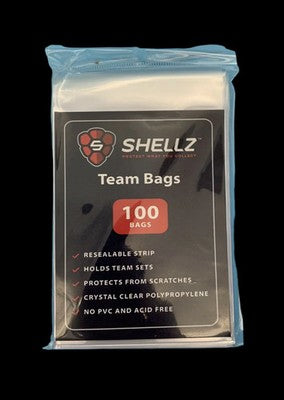 S SHELLZ™
PROTECT WHAT YOU COLLECT
Team Bags
100
BAGS
RESEALABLE STRIP
HOLDS TEAM SETS
PROTECTS FROM SCRATCHES
CRYSTAL CLEAR POLYPROPYLENE
NO PVC AND ACID FREE